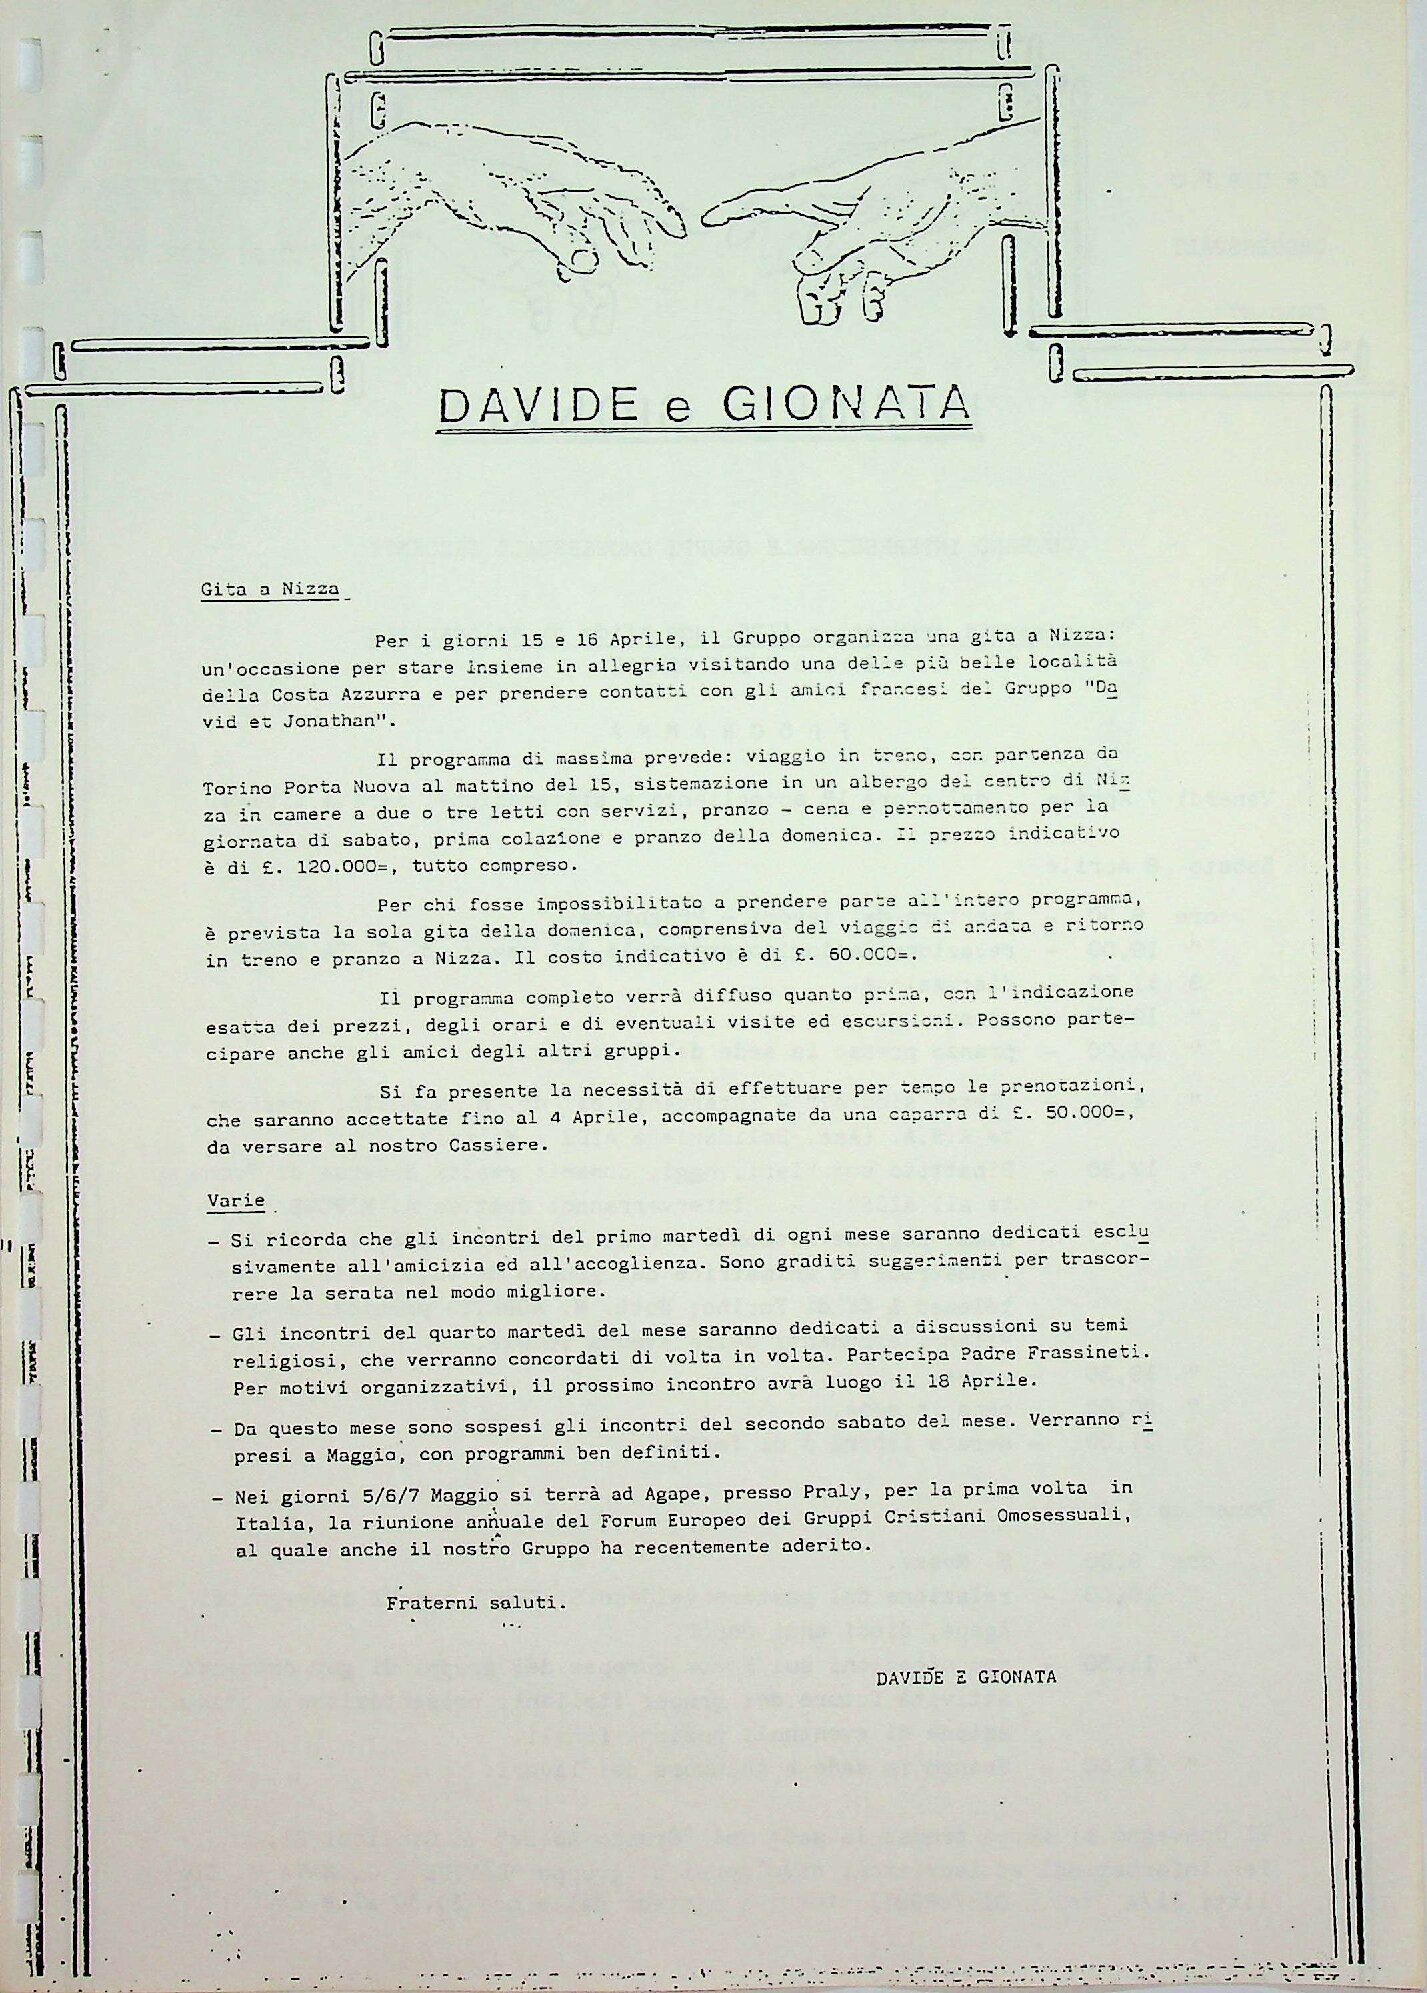 DAVIDE e GIONATA
Gita a Nizza
Per i giorni 15 e 16 Aprile, il Gruppo organizza una gita a Nizza:
un'occasione per stare insieme in allegria visitando una delle più belle località
della Costa Azzurra e per prendere contatti con gli amici francesi del Gruppo "Da
vid et Jonathan".
Il programma di massima prevede: viaggio in treno, con partenza da
Torino Porta Nuova al mattino del 15, sistemazione in un albergo del centro di Niz
za in camere a due o tre letti con servizi, pranzo - cena e pernottamento per la
giornata di sabato, prima colazione e pranzo della domenica. Il prezzo indicativo
è di £. 120.000=, tutto compreso.
Per chi fosse impossibilitato a prendere parte all'intero programma,
è prevista la sola gita della domenica, comprensiva del viaggio di andata e ritorno
in treno e pranzo a Nizza. Il costo indicativo è di £. 60.000=.
Il programma completo verrà diffuso quanto prima, con l'indicazione
esatta dei prezzi, degli orari e di eventuali visite ed escursioni. Possono parte-
cipare anche gli amici degli altri gruppi.
Si fa presente la necessità di effettuare per tempo le prenotazioni,
che saranno accettate fino al 4 Aprile, accompagnate da una caparra di £. 50.000=,
da versare al nostro Cassiere.
Varie
- Si ricorda che gli incontri del primo martedì di ogni mese saranno dedicati esclu
sivamente all'amicizia ed all'accoglienza. Sono graditi suggerimenti per trascor-
rere la serata nel modo migliore.
- Gli incontri del quarto martedì del mese saranno dedicati a discussioni su temi
religiosi, che verranno concordati di volta in volta. Partecipa Padre Frassineti.
Per motivi organizzativi, il prossimo incontro avrà luogo il 18 Aprile.
- Da questo mese sono sospesi gli incontri del secondo sabato del mese. Verranno ri
presi a Maggio, con programmi ben definiti.
- Nei giorni 5/6/7 Maggio si terrà ad Agape, presso Praly, per la prima volta in
Italia, la riunione annuale del Forum Europeo dei Gruppi Cristiani Omosessuali,
al quale anche il nostro Gruppo ha recentemente aderito.
Fraterni saluti.
DAVIDE E GIONATA